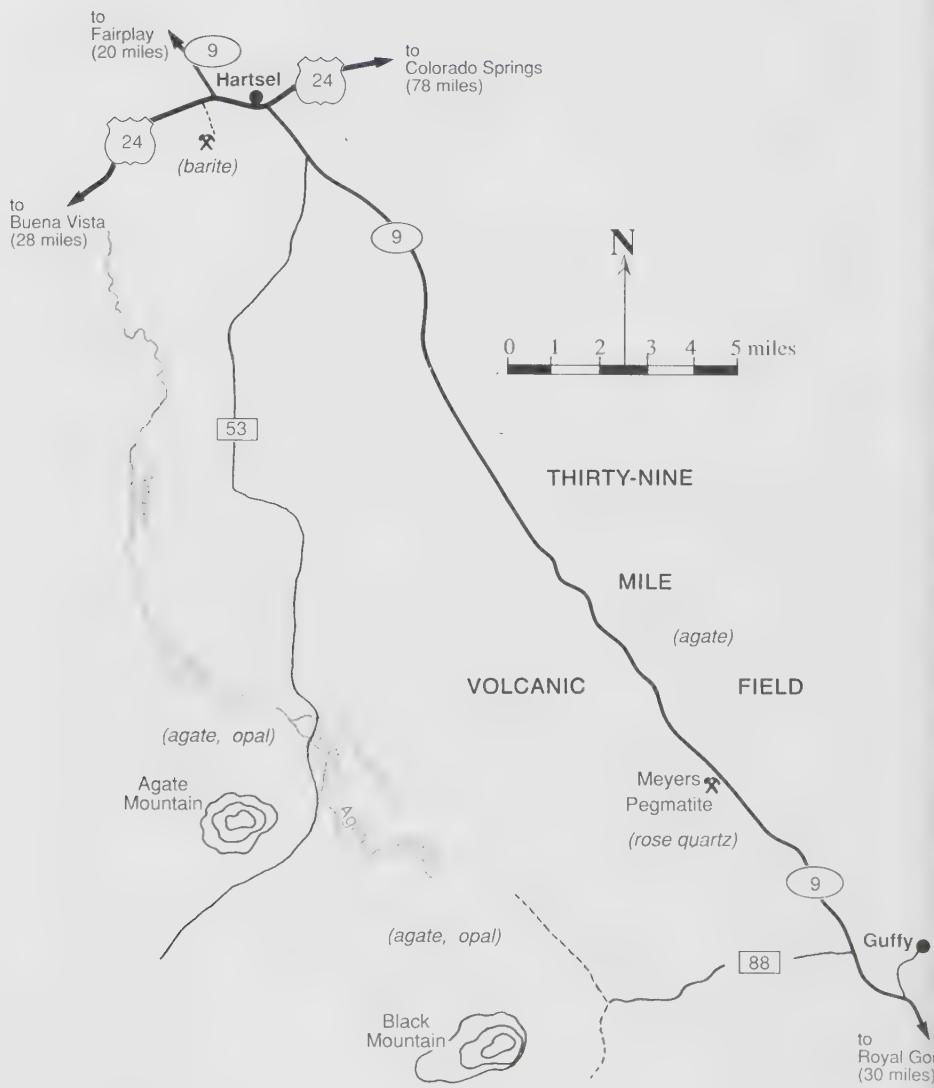 to
Fairplay
(20 miles)
9
Hartsel
24
to
Colorado Springs
(78 miles)
24
(barite)
to
Buena Vista
(28 miles)
9
N
0 1 2 3 4 5 miles
53
THIRTY-NINE
MILE
(agate)
VOLCANIC FIELD
(agate, opal)
Agate
Mountain
Ag.
Meyers
Pegmatite
(rose quartz)
9
(agate, opal)
88
Guffy
Black
Mountain
to
Royal Gor
(30 miles)